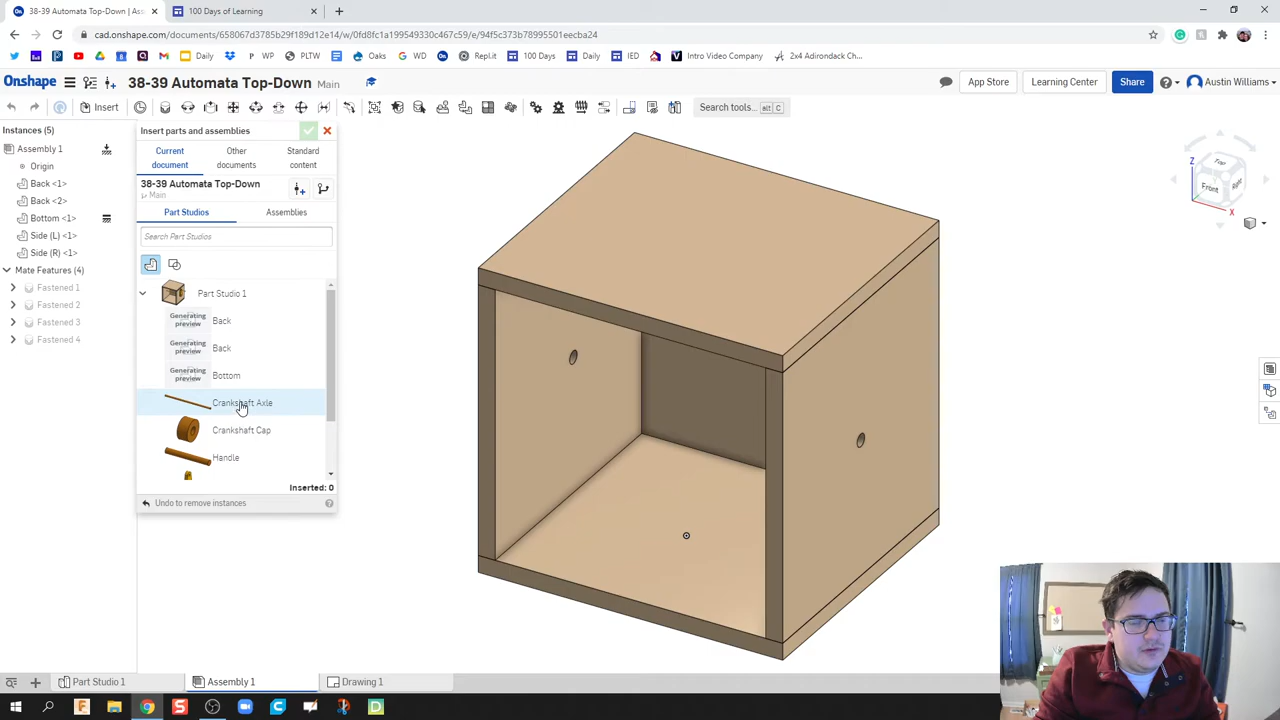 38-39 Automata Top-Down | Ass
100 Days of Learning
cad.onshape.com/documents/658067d3785b29f189d12e14/w/0fd8fc1a199549330c467c59/e/94f5c373b78995501eecba24
Daily
WP
PLTW
Oaks
WD
Repl.it
100 Days
Daily
IED
Intro Video Company
2x4 Adirondack Ch...
Onshape
38-39 Automata Top-Down Main
App Store
Learning Center
Share
Austin Williams
Insert
Search tools...
alt C
Instances (5)
Assembly 1
Origin
Back <1>
Back <2>
Bottom <1>
Side (L) <1>
Side (R) <1>
Mate Features (4)
Fastened 1
Fastened 2
Fastened 3
Fastened 4
Insert parts and assemblies
Current document
Other documents
Standard content
38-39 Automata Top-Down
Main
Part Studios
Assemblies
Search Part Studios
Part Studio 1
Generating preview
Back
Generating preview
Back
Generating preview
Bottom
Crankshaft Axle
Crankshaft Cap
Handle
Inserted: 0
Undo to remove instances
Z
Top
Front
Right
X
Part Studio 1
Assembly 1
Drawing 1